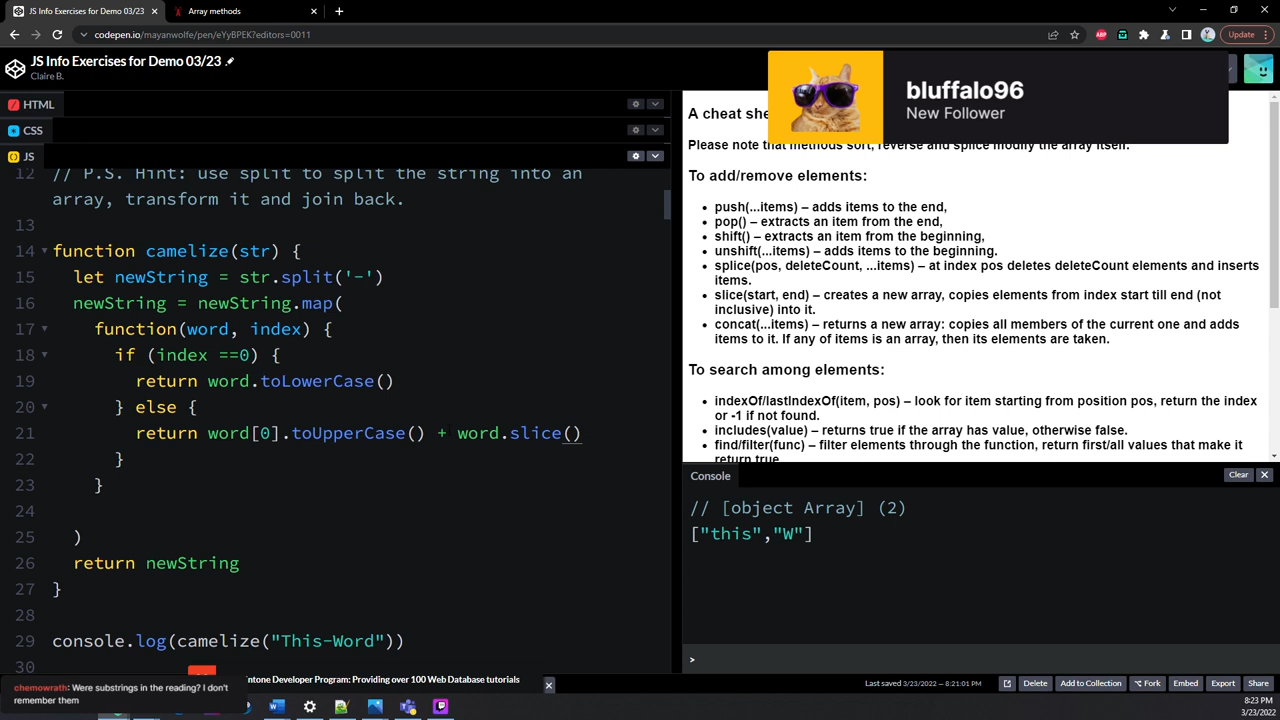 JS Info Exercises for Demo 03/23
Array methods
codepen.io/mayanwolfe/pen/eYyBPEK?editors=0011
ABP
Update
JS Info Exercises for Demo 03/23
Claire B.
bluffalo96
New Follower
HTML
CSS
JS
12 // P.S. Hint: use split to split the string into an
array, transform it and join back.
13
14 function camelize(str) {
15 let newString = str.split('-')
16 newString = newString.map(
17 function(word, index) {
18 if (index ==0) {
19 return word.toLowerCase()
20 } else {
21 return word[0].toUpperCase() + word.slice()
22 }
23 }
24
25 )
26 return newString
27 }
28
29 console.log(camelize("This-Word"))
30
A cheat she
Please note that methods sort, reverse and splice modify the array itself.
To add/remove elements:
• push(...items) – adds items to the end,
• pop() – extracts an item from the end,
• shift() – extracts an item from the beginning,
• unshift(...items) – adds items to the beginning.
• splice(pos, deleteCount, ...items) – at index pos deletes deleteCount elements and inserts
items.
• slice(start, end) – creates a new array, copies elements from index start till end (not
inclusive) into it.
• concat(...items) – returns a new array: copies all members of the current one and adds
items to it. If any of items is an array, then its elements are taken.
To search among elements:
• indexOf/lastIndexOf(item, pos) – look for item starting from position pos, return the index
or -1 if not found.
• includes(value) – returns true if the array has value, otherwise false.
• find/filter(func) – filter elements through the function, return first/all values that make it
return true.
Console
Clear
// [object Array] (2)
["this","W"]
>
ntone Developer Program: Providing over 100 Web Database tutorials
chemowrath: Were substrings in the reading? I don't
remember them
Last saved 3/23/2022 — 8:21:01 PM
Delete
Add to Collection
Fork
Embed
Export
Share
8:23 PM
3/23/2022